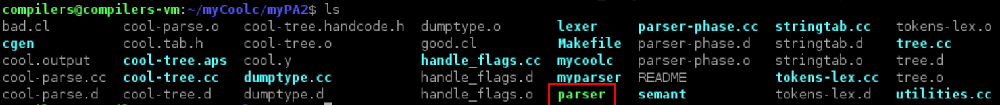 compilers@compilers-vm:~/myCoolc/myPA2$ ls
bad.cl cool-parse.o cool-tree.handcode.h dumptype.o lexer parser-phase.cc stringtab.cc tokens-lex.o
cgen cool.tab.h cool-tree.o good.cl Makefile parser-phase.d stringtab.d tree.cc
cool.output cool-tree.aps cool.y handle_flags.cc mycoolc parser-phase.o stringtab.o tree.d
cool-parse.cc cool-tree.cc dumptype.cc handle_flags.d myparser README tokens-lex.cc tree.o
cool-parse.d cool-tree.d dumptype.d handle_flags.o parser semant tokens-lex.d utilities.cc